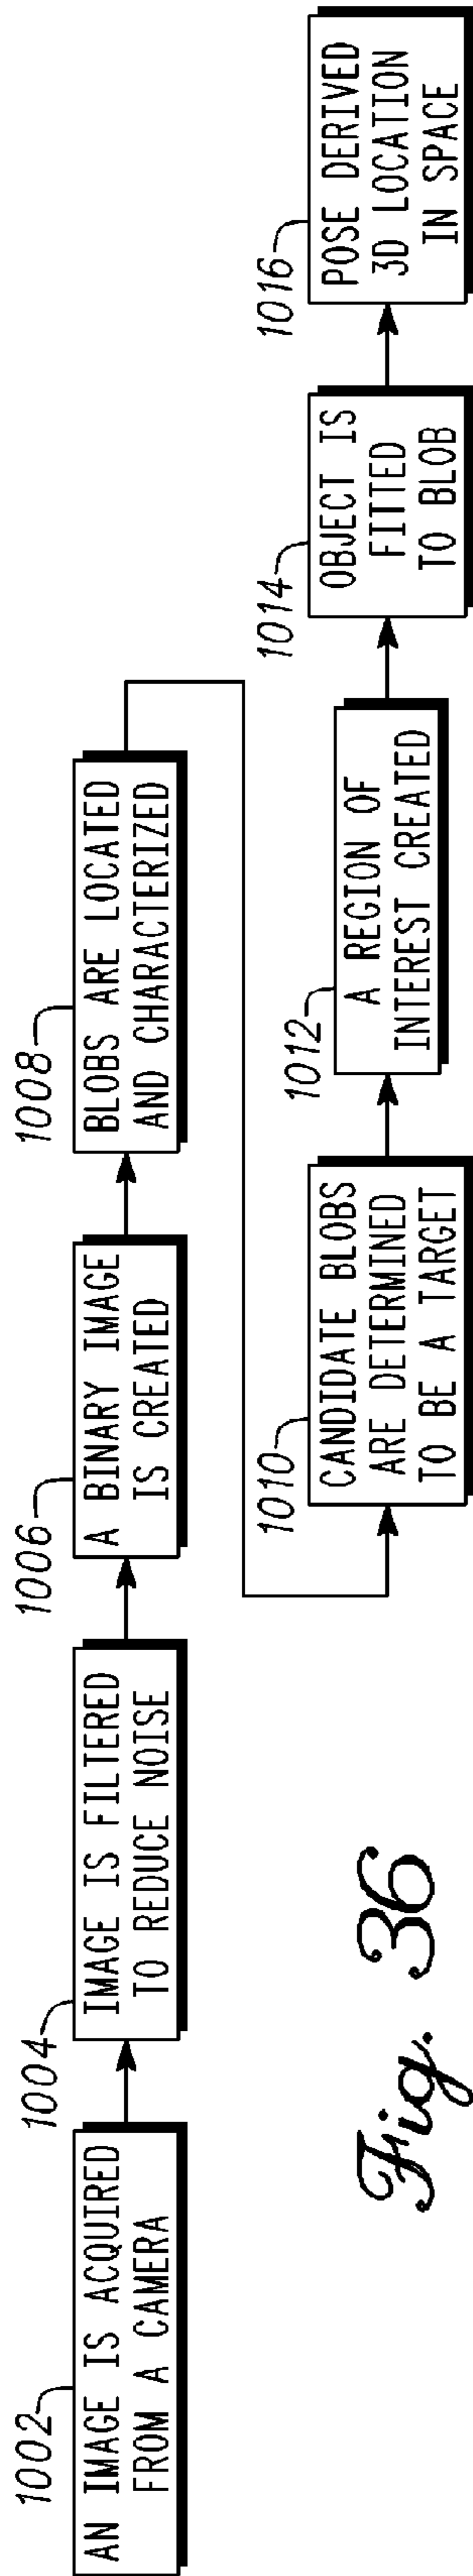 1002
AN IMAGE IS ACQUIRED
FROM A CAMERA
1004
IMAGE IS FILTERED
TO REDUCE NOISE
1006
A BINARY IMAGE
IS CREATED
1008
BLOBS ARE LOCATED
AND CHARACTERIZED
1010
CANDIDATE BLOBS
ARE DETERMINED
TO BE A TARGET
1012
A REGION OF
INTEREST CREATED
1014
OBJECT IS
FITTED
TO BLOB
1016
POSE DERIVED
3D LOCATION
IN SPACE
Fig. 36